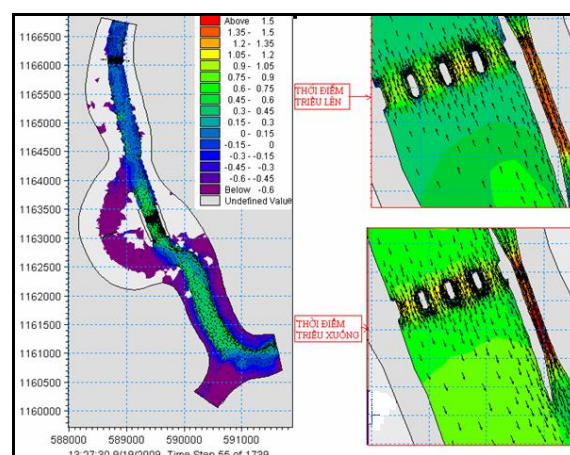 1166500
1166000
1165500
1165000
1164500
1164000
1163500
1163000
1162500
1162000
1161500
1161000
1160500
1160000
588000 589000 590000 591000
Above 1.5
1.35 - 1.5
1.2 - 1.35
1.05 - 1.2
0.9 - 1.05
0.75 - 0.9
0.6 - 0.75
0.45 - 0.6
0.3 - 0.45
0.15 - 0.3
0 - 0.15
-0.15 - 0
-0.3 - -0.15
-0.45 - -0.3
-0.6 - -0.45
Below -0.6
Undefined Value
13:27:30 9/19/2009 Time Step 55 of 1739
THỜI ĐIỂM
TRIỀU LÊN
THỜI ĐIỂM
TRIỀU XUỐNG